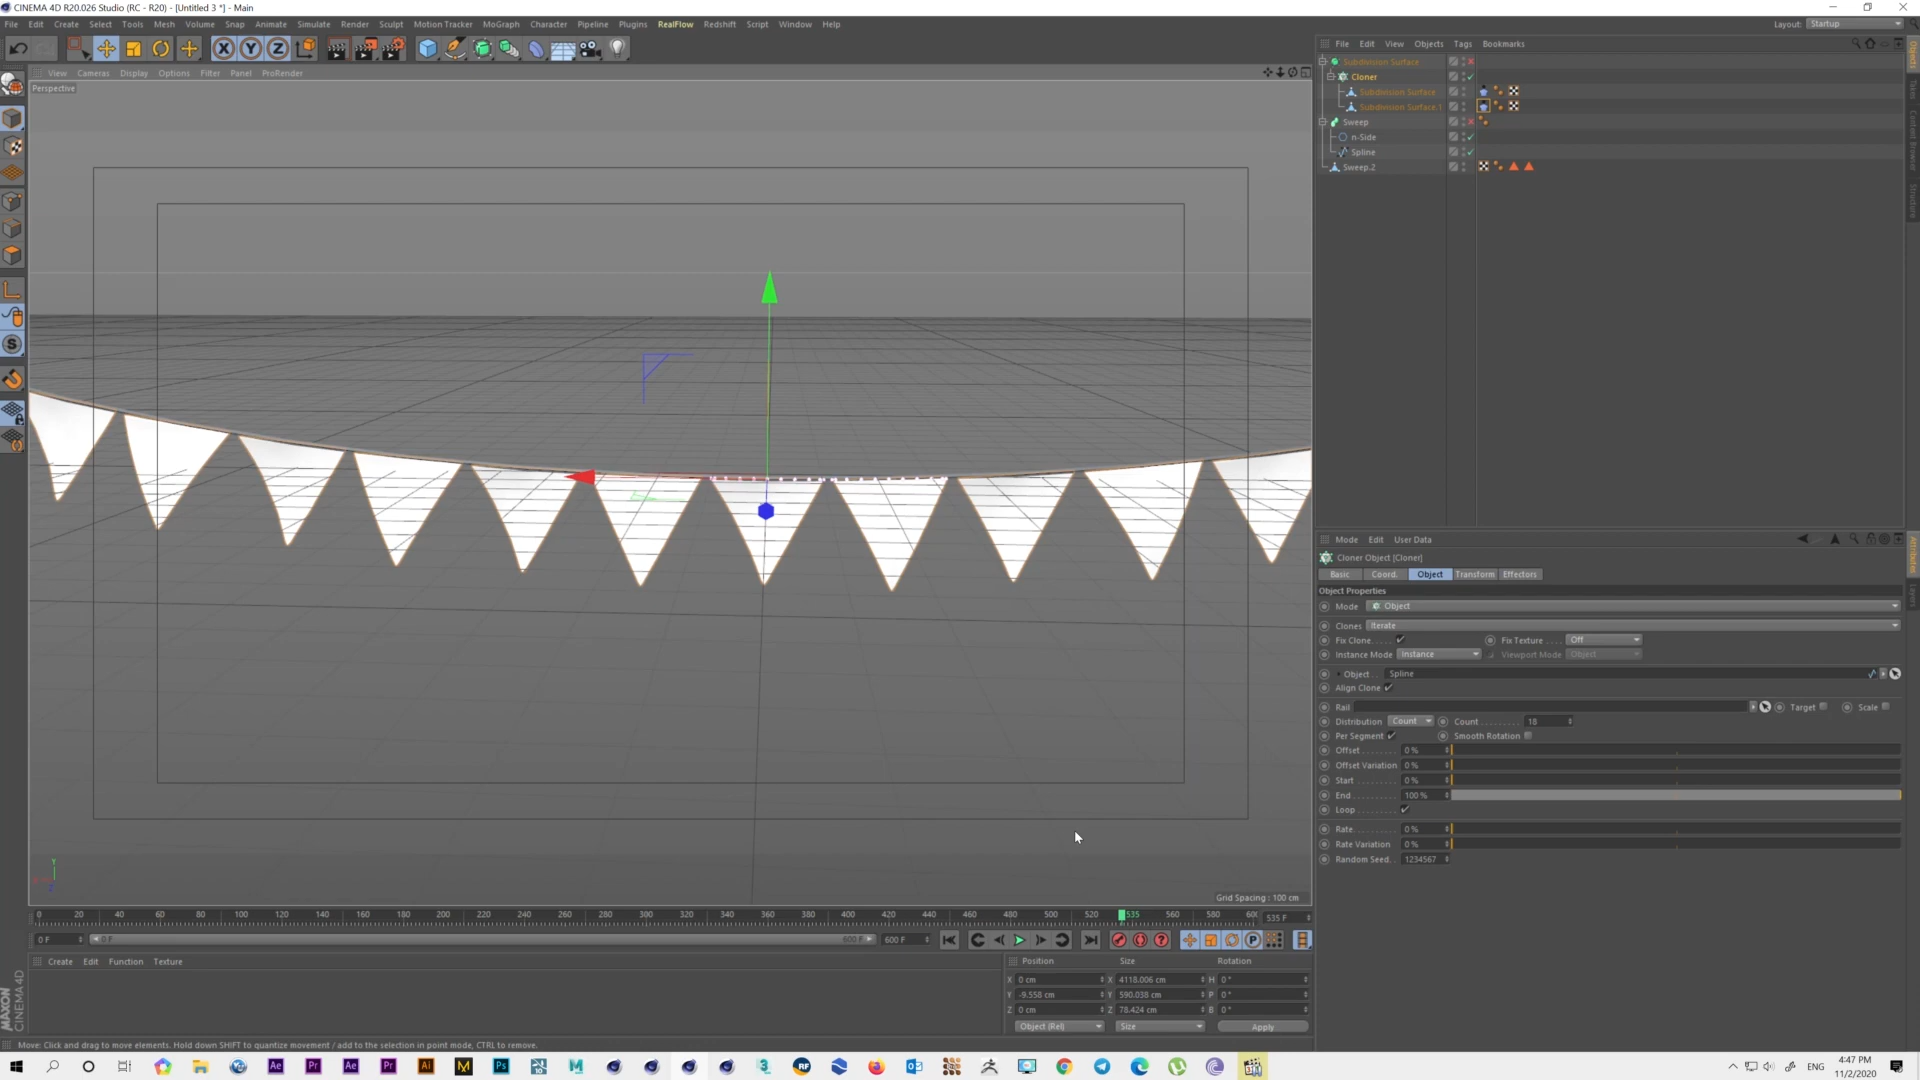 CINEMA 4D R20.026 Studio (RC - R20) - [Untitled 3 *] - Main
File Edit Create Select Tools Mesh Volume Snap Animate Simulate Render Sculpt Motion Tracker MoGraph Character Pipeline Plugins RealFlow Redshift Script Window Help
Layout: Startup
View Cameras Display Options Filter Panel ProRender
Perspective
File Edit View Objects Tags Bookmarks
Subdivision Surface
Cloner
Subdivision Surface
Subdivision Surface.1
Sweep
n-Side
Spline
Sweep.2
Objects
Takes
Content Browser
Structure
Mode Edit User Data
Cloner Object [Cloner]
Basic Coord. Object Transform Effectors
Object Properties
Mode Object
Clones Iterate
Fix Clone Fix Texture Off
Instance Mode Instance Viewport Mode Object
Object Spline
Align Clone
Rail Target Scale
Distribution Count Count 18
Per Segment Smooth Rotation
Offset 0 %
Offset Variation 0 %
Start 0 %
End 100 %
Loop
Rate 0 %
Rate Variation 0 %
Random Seed 1234567
Attributes
Layers
Grid Spacing : 100 cm
0 20 40 60 80 100 120 140 160 180 200 220 240 260 280 300 320 340 360 380 400 420 440 460 480 500 520 535 560 580 535 F
0 F 0 F 600 F 600 F
Create Edit Function Texture
Position Size Rotation
X 0 cm X 4118.006 cm H 0 °
Y -9.558 cm Y 590.038 cm P 0 °
Z 0 cm Z 78.424 cm B 0 °
Object (Rel) Size Apply
MAXON
CINEMA 4D
Move: Click and drag to move elements. Hold down SHIFT to quantize movement / add to the selection in point mode, CTRL to remove.
ENG
4:47 PM
11/2/2020